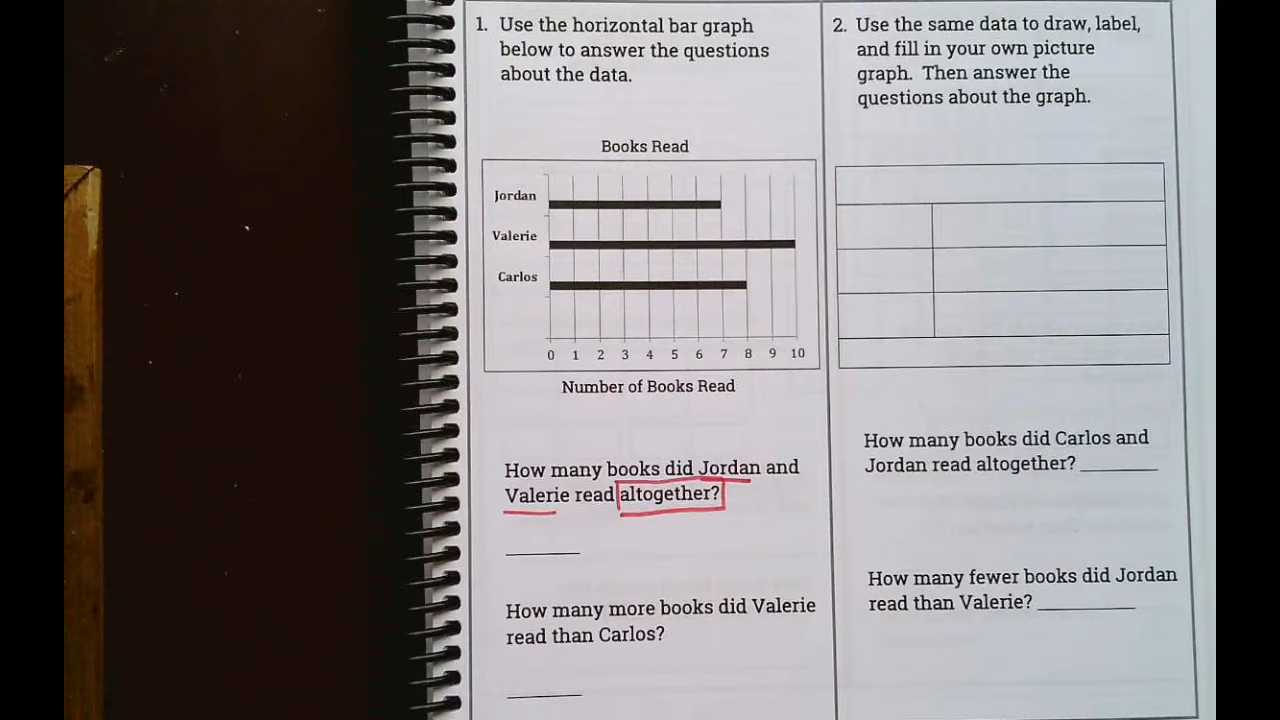 1. Use the horizontal bar graph
below to answer the questions
about the data.
Books Read
Jordan
Valerie
Carlos
0 1 2 3 4 5 6 7 8 9 10
Number of Books Read
How many books did Jordan and
Valerie read altogether?
How many more books did Valerie
read than Carlos?
2. Use the same data to draw, label,
and fill in your own picture
graph. Then answer the
questions about the graph.
How many books did Carlos and
Jordan read altogether?
How many fewer books did Jordan
read than Valerie?